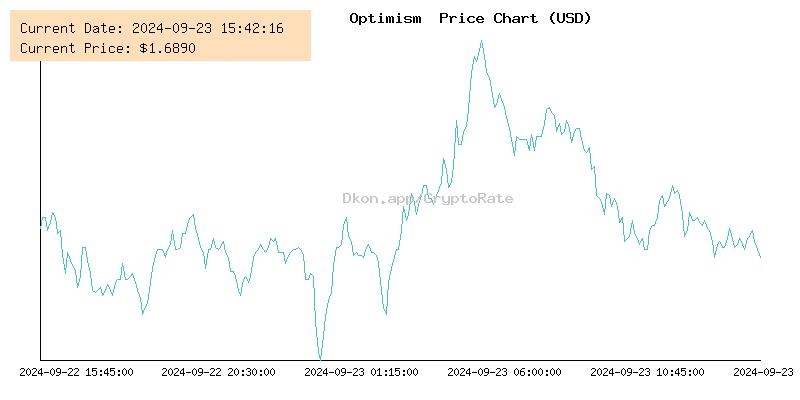 Optimism  Price Chart (USD)
Current Date: 2024-09-23 15:42:16
Current Price: $1.6890
Dkon.app/CryptoRate
2024-09-22 15:45:00 2024-09-22 20:30:00 2024-09-23 01:15:00 2024-09-23 06:00:00 2024-09-23 10:45:00 2024-09-23